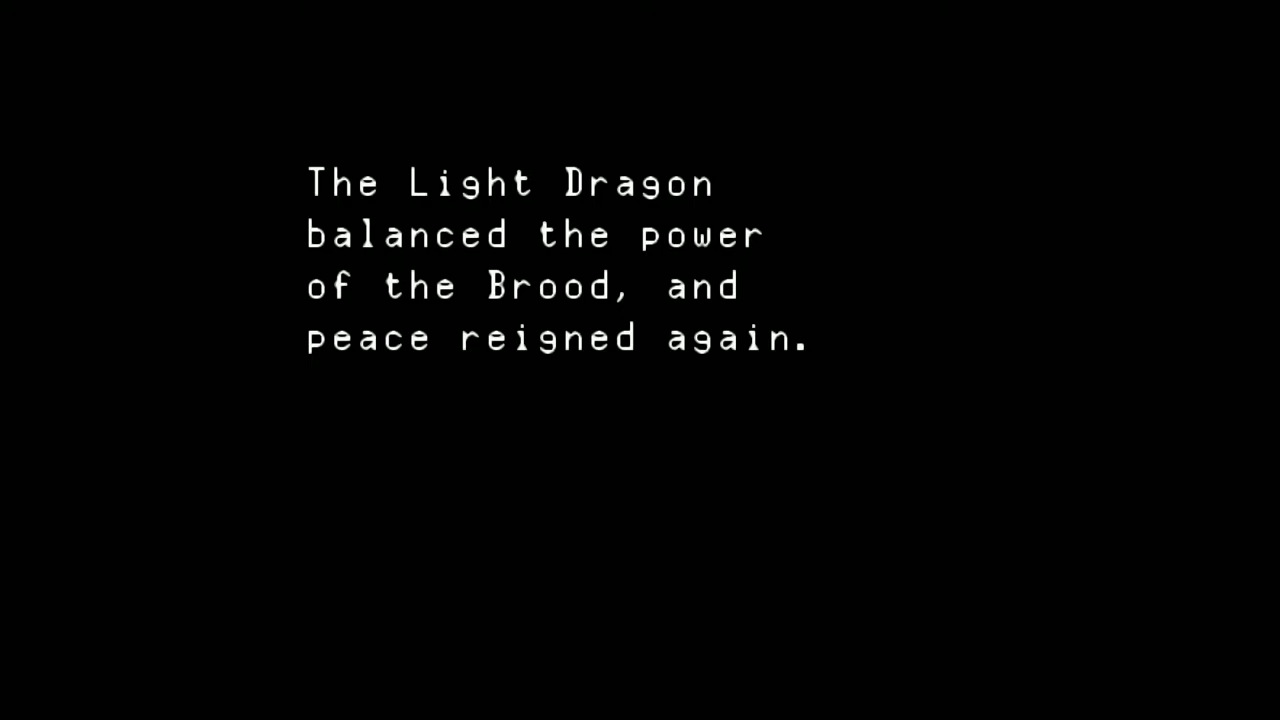 The Light Dragon
balanced the power
of the Brood, and
peace reigned again.